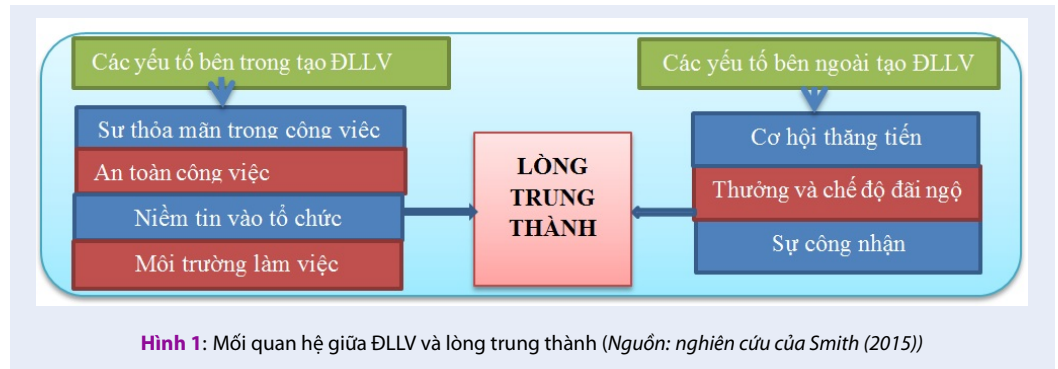 Các yếu tố bên trong tạo ĐLLV
Sự thỏa mãn trong công việc
An toàn công việc
Niềm tin vào tổ chức
Môi trường làm việc
LÒNG
TRUNG
THÀNH
Các yếu tố bên ngoài tạo ĐLLV
Cơ hội thăng tiến
Thưởng và chế độ đãi ngộ
Sự công nhận
Hình 1: Mối quan hệ giữa ĐLLV và lòng trung thành (Nguồn: nghiên cứu của Smith (2015))